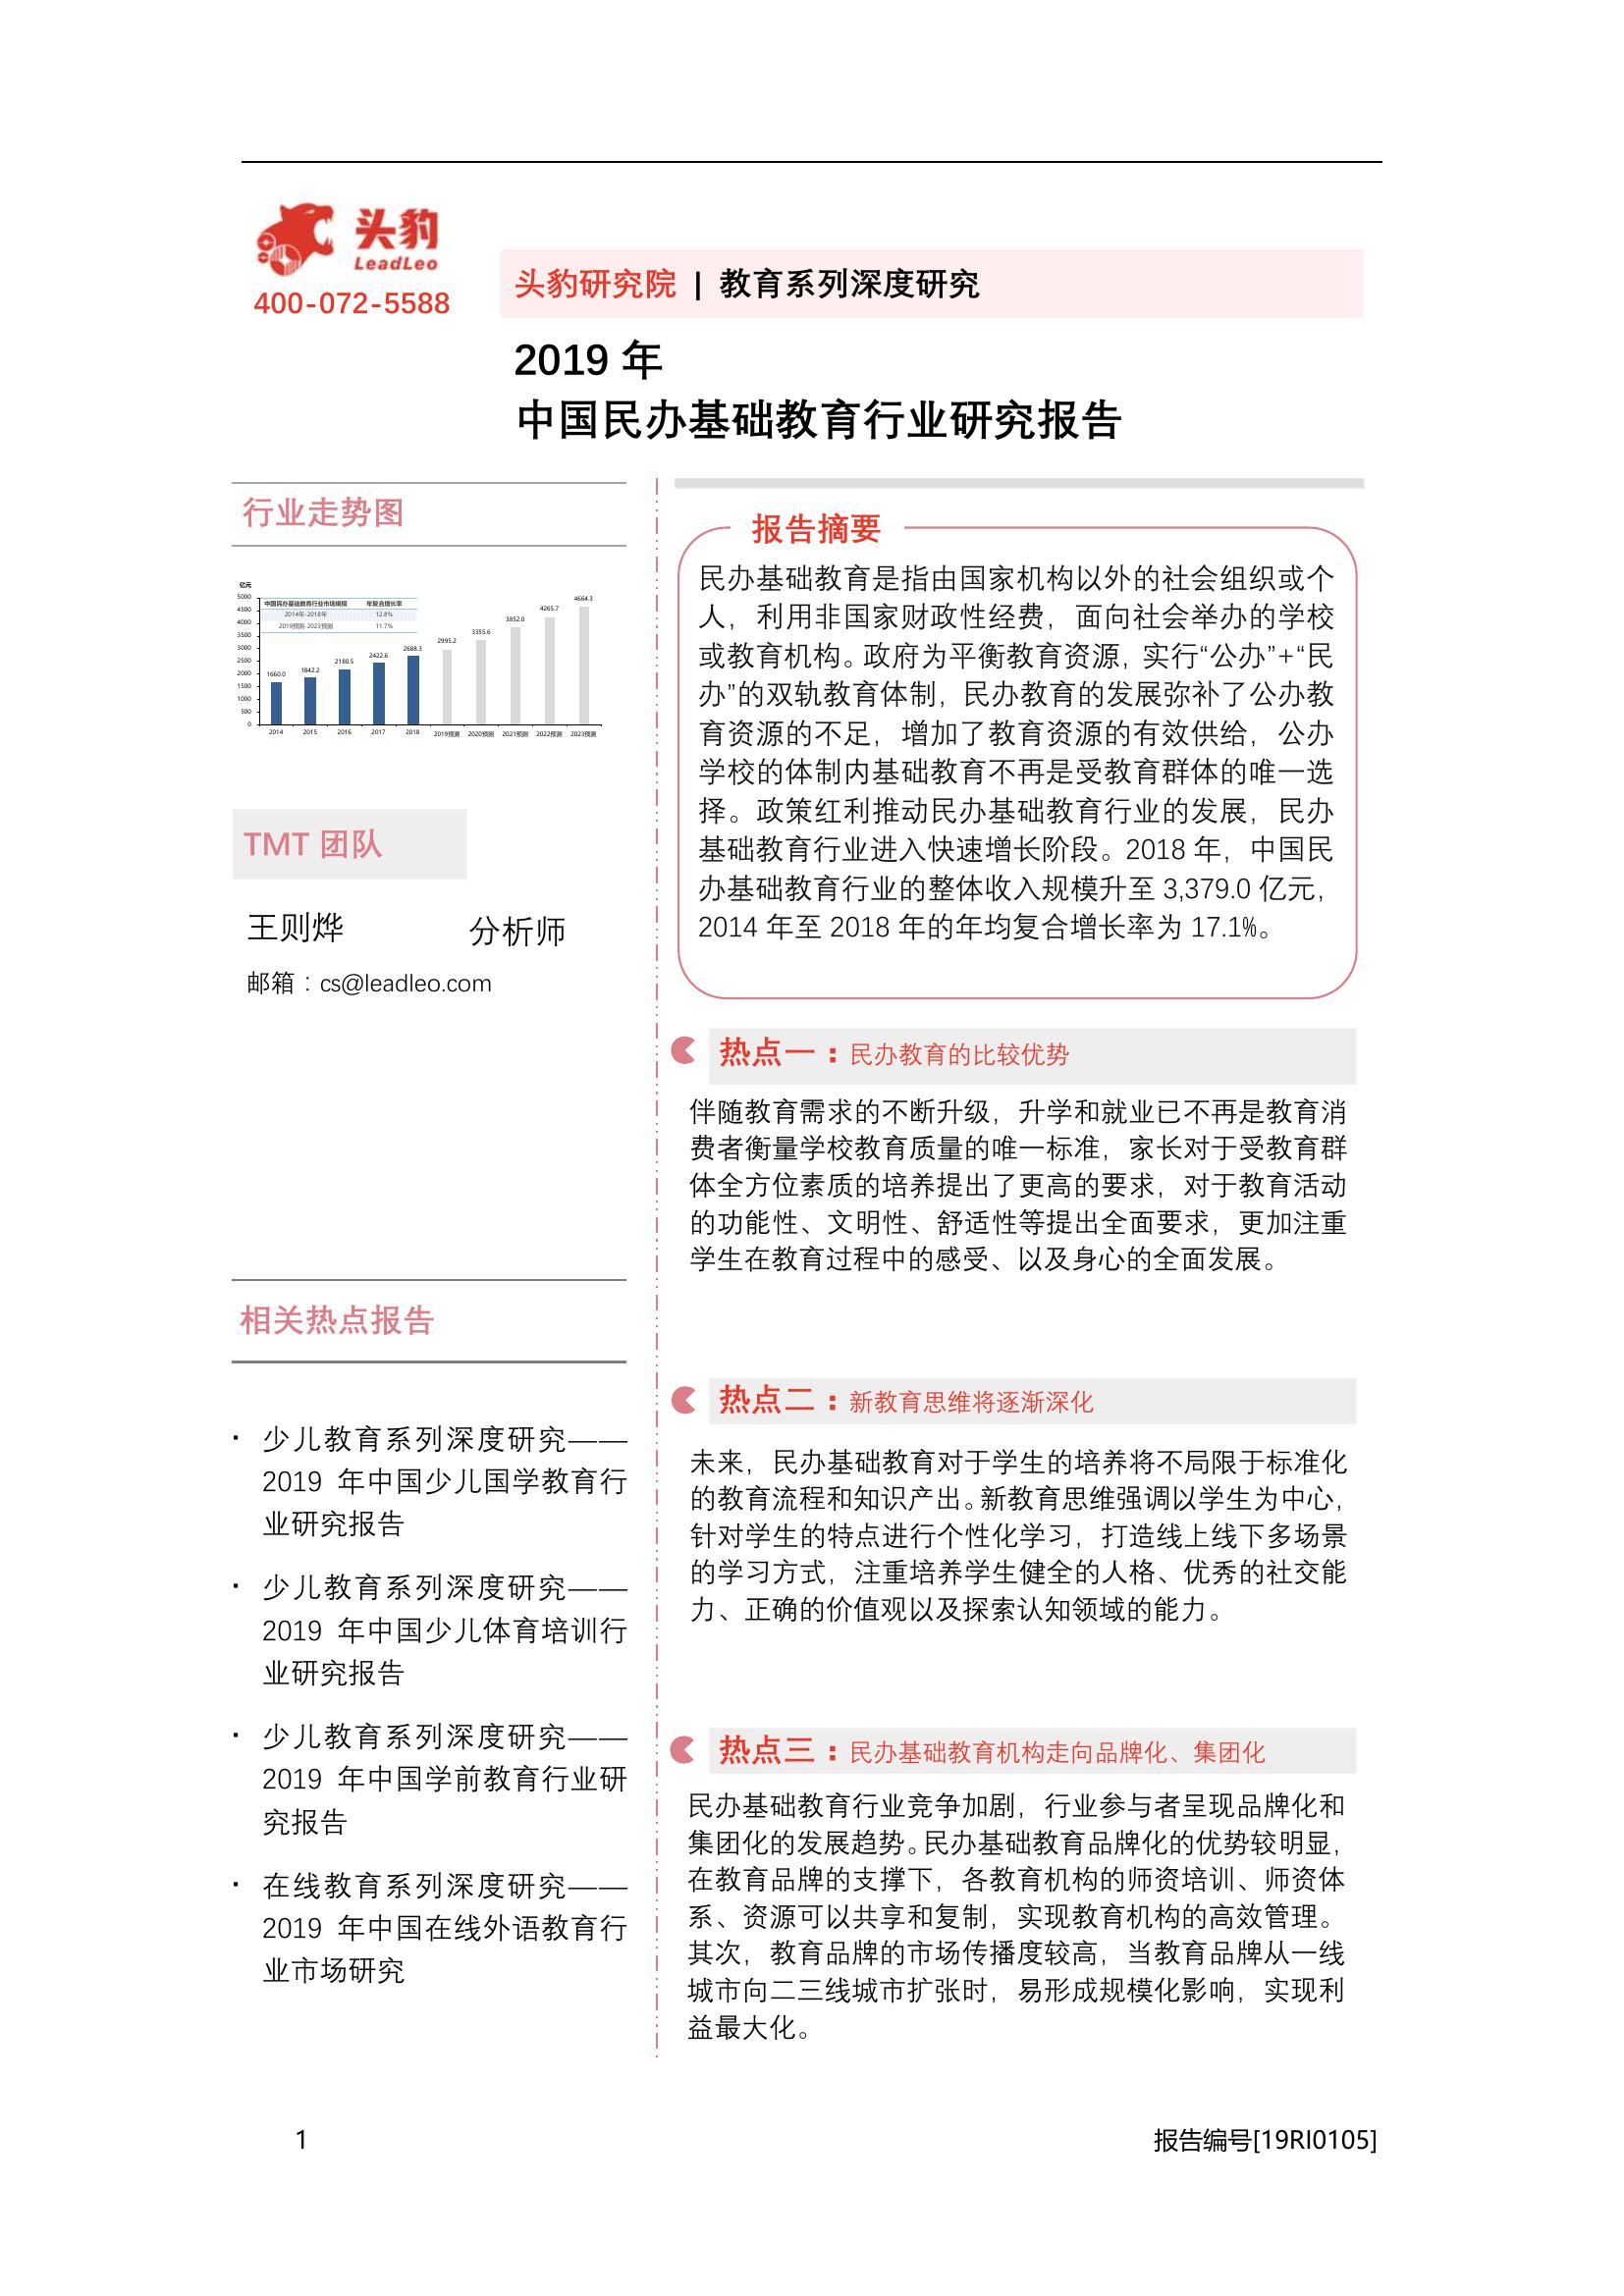 头豹
LeadLeo
400-072-5588
头豹研究院 | 教育系列深度研究
2019 年
中国民办基础教育行业研究报告
行业走势图
亿元
中国民办基础教育行业市场规模 年复合增长率
2014年-2018年 12.8%
2019预测-2023预测 11.7%
5000
4500
4000
3500
3000
2500
2000
1500
1000
500
0
1660.0
1842.2
2180.5
2422.6
2688.3
2995.2
3355.6
3852.0
4265.7
4664.3
2014 2015 2016 2017 2018 2019预测 2020预测 2021预测 2022预测 2023预测
TMT 团队
王则烨 分析师
邮箱：cs@leadleo.com
相关热点报告
· 少儿教育系列深度研究——
2019 年中国少儿国学教育行
业研究报告
· 少儿教育系列深度研究——
2019 年中国少儿体育培训行
业研究报告
· 少儿教育系列深度研究——
2019 年中国学前教育行业研
究报告
· 在线教育系列深度研究——
2019 年中国在线外语教育行
业市场研究
报告摘要
民办基础教育是指由国家机构以外的社会组织或个
人，利用非国家财政性经费，面向社会举办的学校
或教育机构。政府为平衡教育资源，实行“公办”+“民
办”的双轨教育体制，民办教育的发展弥补了公办教
育资源的不足，增加了教育资源的有效供给，公办
学校的体制内基础教育不再是受教育群体的唯一选
择。政策红利推动民办基础教育行业的发展，民办
基础教育行业进入快速增长阶段。2018 年，中国民
办基础教育行业的整体收入规模升至 3,379.0 亿元，
2014 年至 2018 年的年均复合增长率为 17.1%。
热点一：民办教育的比较优势
伴随教育需求的不断升级，升学和就业已不再是教育消
费者衡量学校教育质量的唯一标准，家长对于受教育群
体全方位素质的培养提出了更高的要求，对于教育活动
的功能性、文明性、舒适性等提出全面要求，更加注重
学生在教育过程中的感受、以及身心的全面发展。
热点二：新教育思维将逐渐深化
未来，民办基础教育对于学生的培养将不局限于标准化
的教育流程和知识产出。新教育思维强调以学生为中心，
针对学生的特点进行个性化学习，打造线上线下多场景
的学习方式，注重培养学生健全的人格、优秀的社交能
力、正确的价值观以及探索认知领域的能力。
热点三：民办基础教育机构走向品牌化、集团化
民办基础教育行业竞争加剧，行业参与者呈现品牌化和
集团化的发展趋势。民办基础教育品牌化的优势较明显，
在教育品牌的支撑下，各教育机构的师资培训、师资体
系、资源可以共享和复制，实现教育机构的高效管理。
其次，教育品牌的市场传播度较高，当教育品牌从一线
城市向二三线城市扩张时，易形成规模化影响，实现利
益最大化。
1
报告编号[19RI0105]